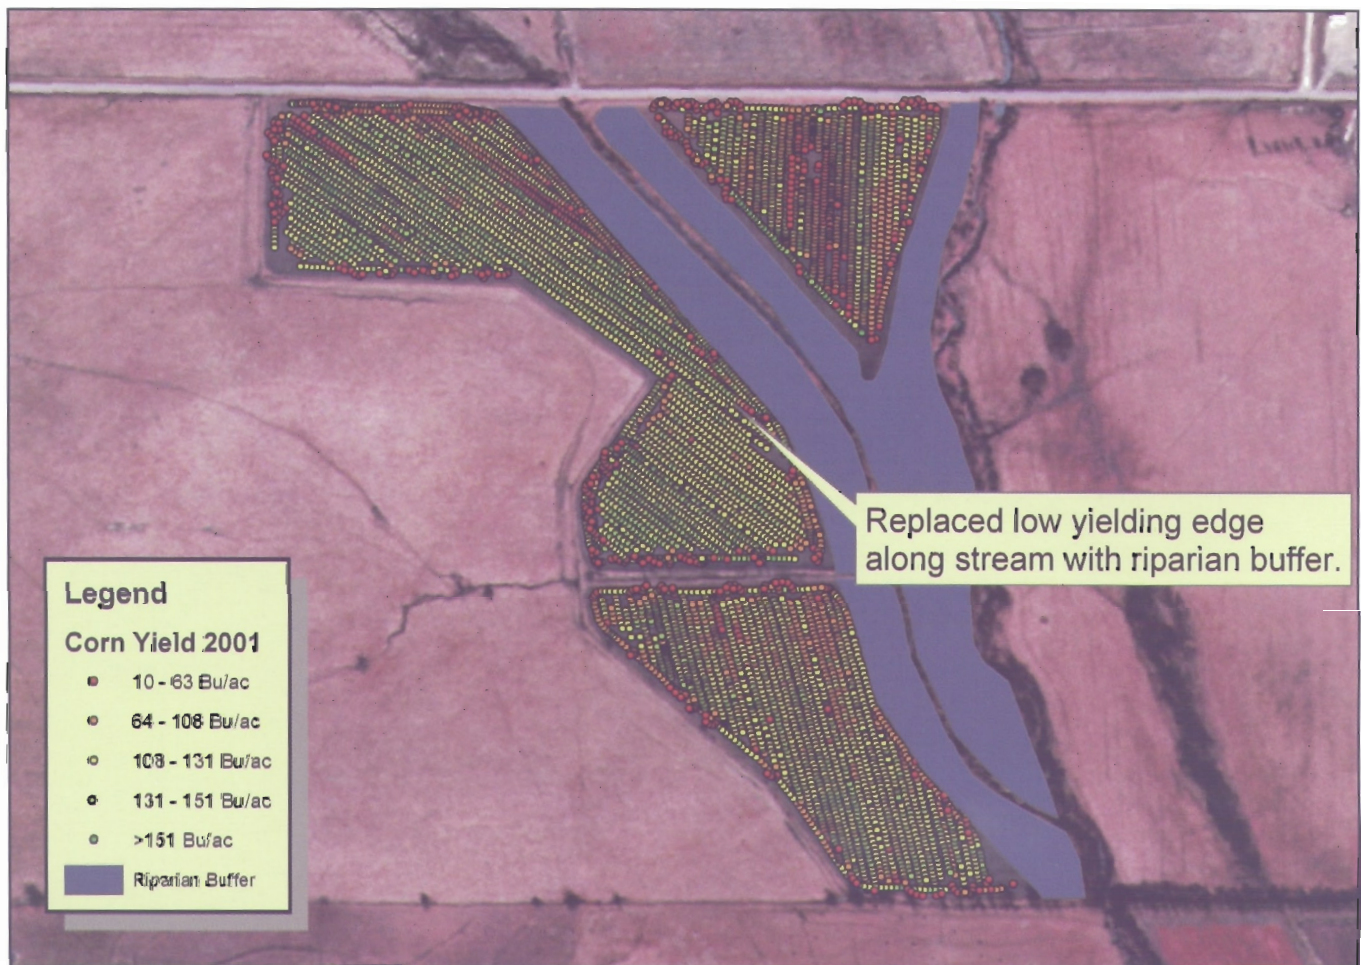 Replaced low yielding edge
along stream with riparian buffer.
Legend
Corn Yield 2001
10 - 63 Bu/ac
64 - 108 Bu/ac
108 - 131 Bu/ac
131 - 151 Bu/ac
>151 Bu/ac
Riparian Buffer